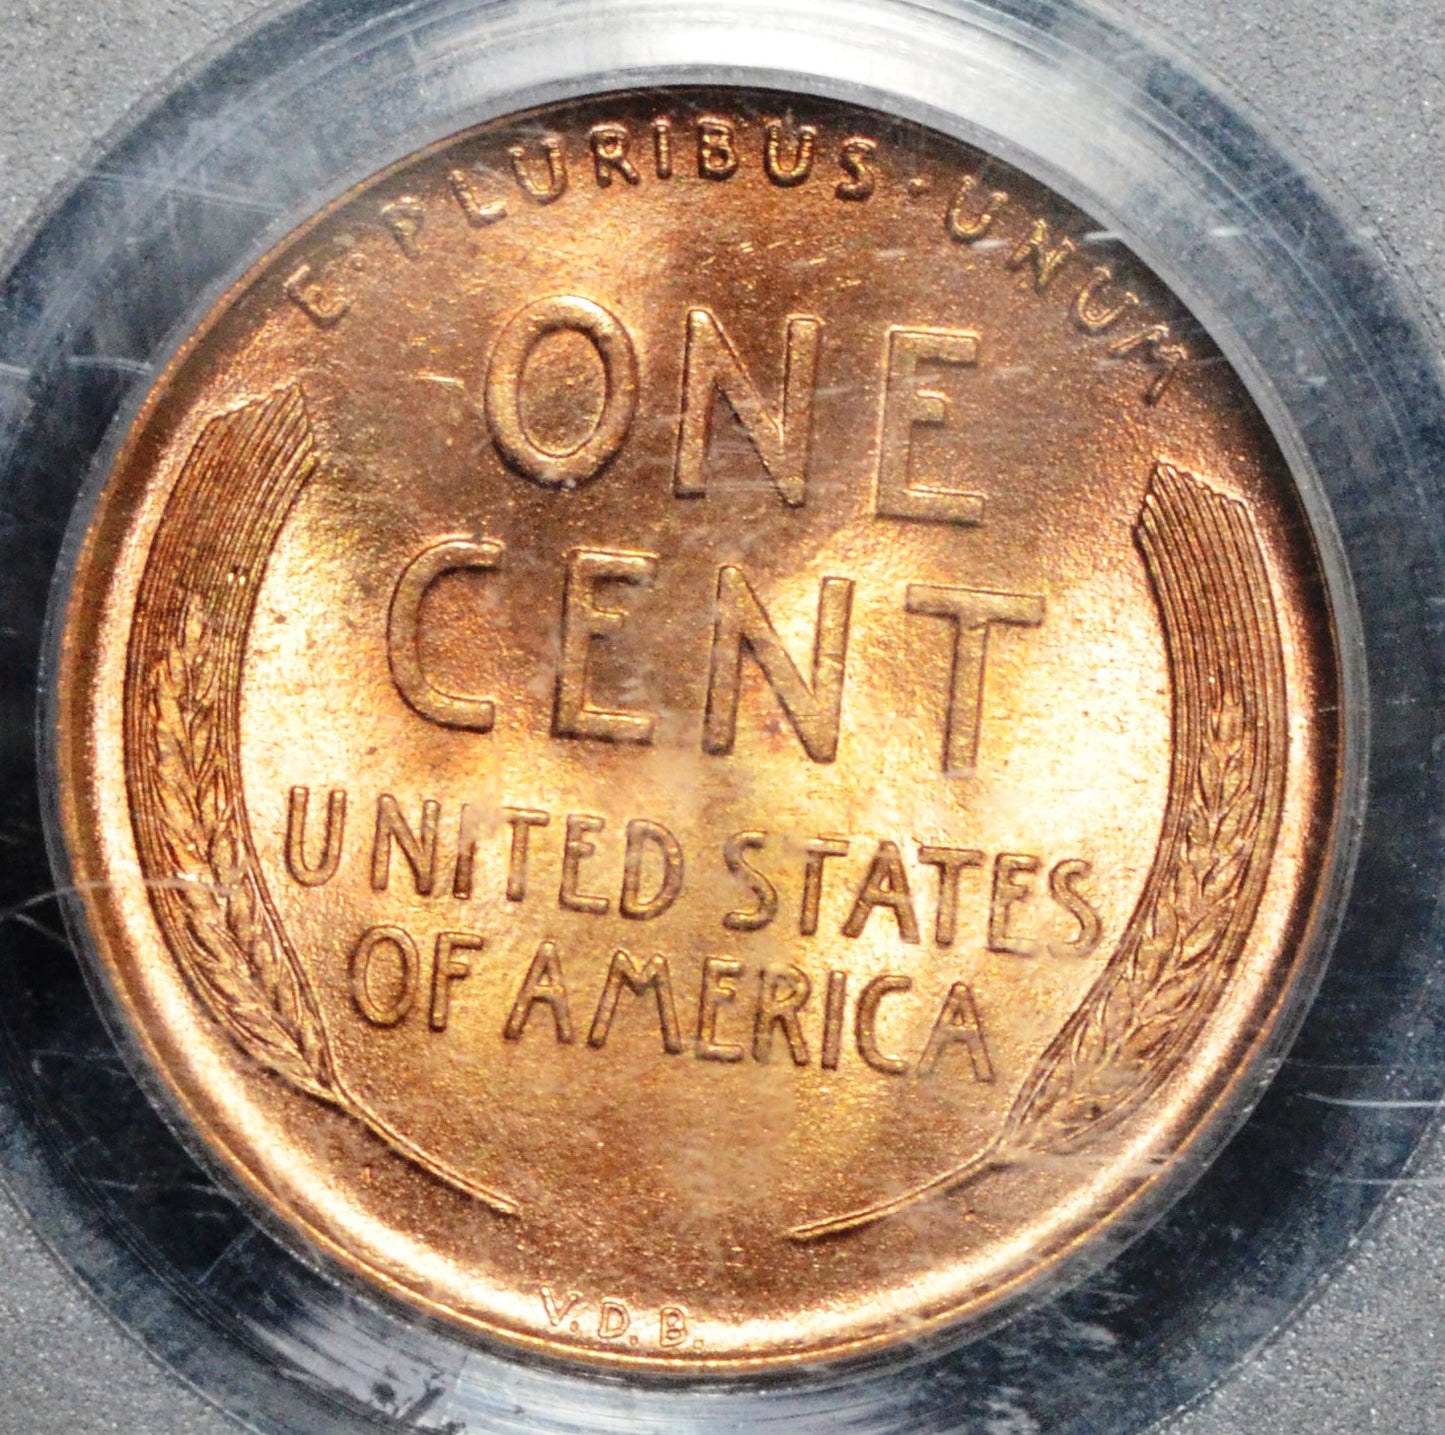 E · PLURIBUS · UNUM
ONE
CENT
UNITED STATES
OF AMERICA
V.D.B.